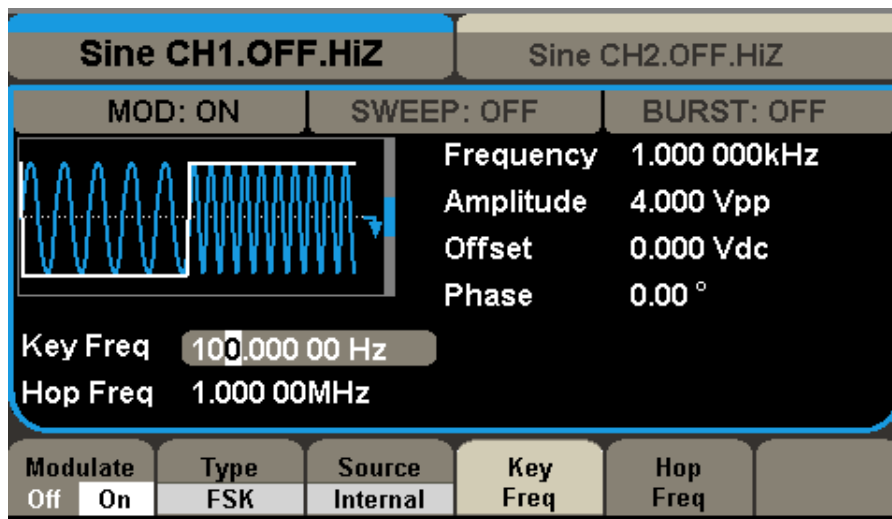 Sine CH1.OFF.HiZ Sine CH2.OFF.HiZ
MOD: ON SWEEP: OFF BURST: OFF
Frequency 1.000 000kHz
Amplitude 4.000 Vpp
Offset 0.000 Vdc
Phase 0.00 °
Key Freq 100.000 00 Hz
Hop Freq 1.000 00MHz
Modulate Type Source Key Hop
Off On FSK Internal Freq Freq